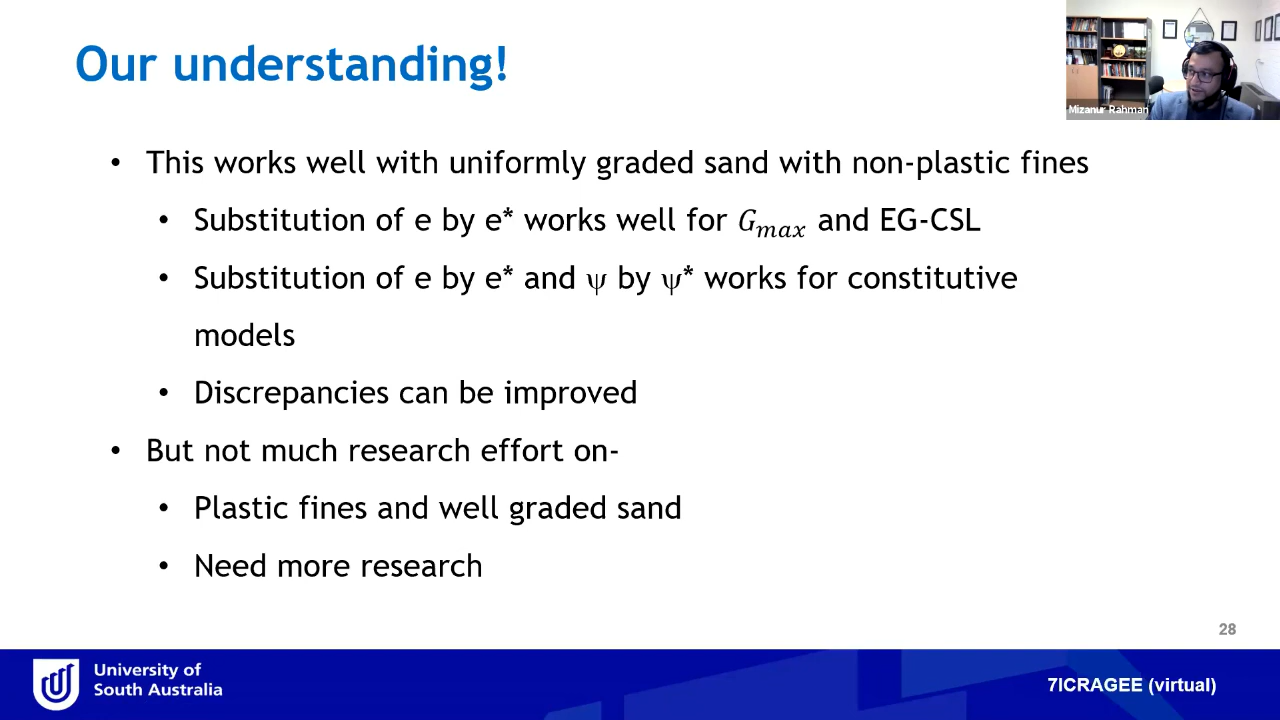 Our understanding!
Mizanur Rahman
• This works well with uniformly graded sand with non-plastic fines
• Substitution of e by e* works well for G_max and EG-CSL
• Substitution of e by e* and ψ by ψ* works for constitutive
models
• Discrepancies can be improved
• But not much research effort on-
• Plastic fines and well graded sand
• Need more research
28
University of
South Australia
7ICRAGEE (virtual)